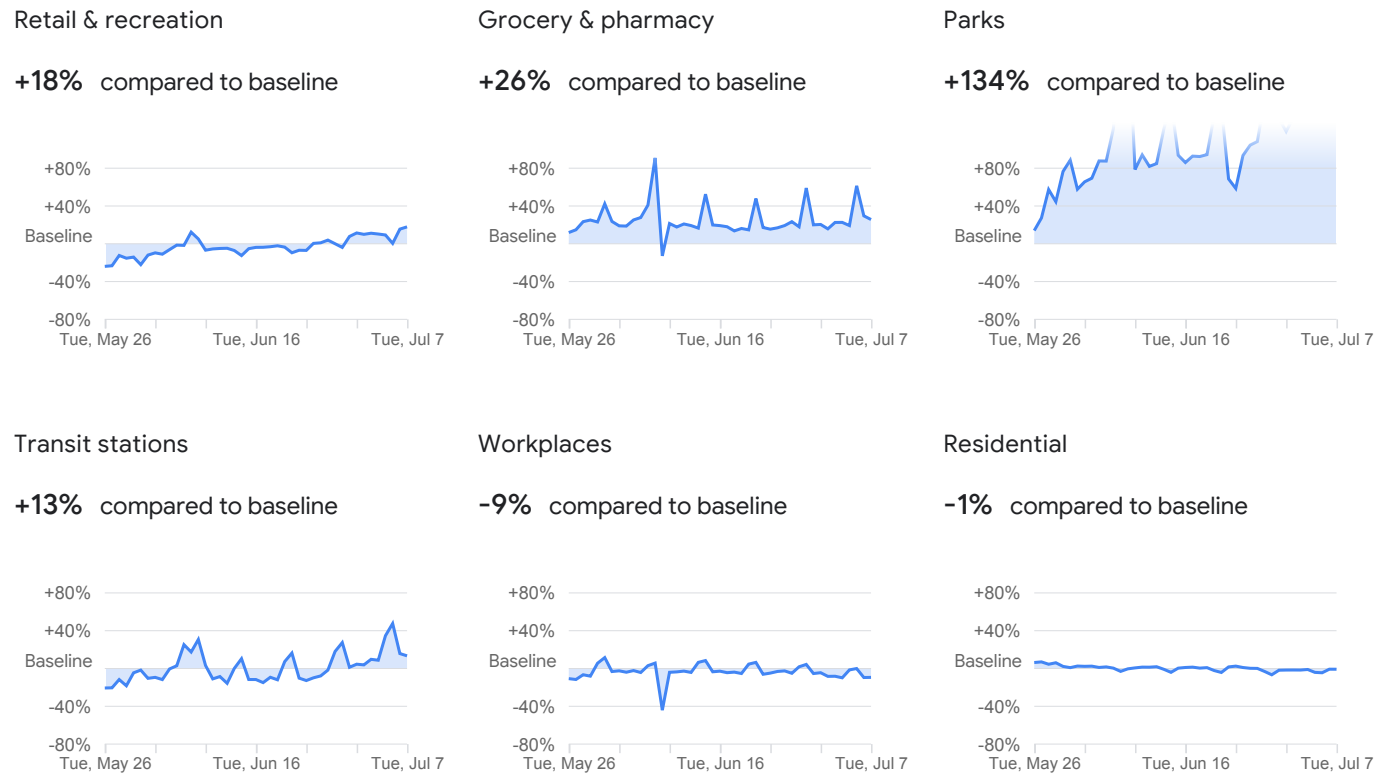 Retail & recreation
+18% compared to baseline
+80%
+40%
Baseline
-40%
-80%
Tue, May 26 Tue, Jun 16 Tue, Jul 7
Grocery & pharmacy
+26% compared to baseline
+80%
+40%
Baseline
-40%
-80%
Tue, May 26 Tue, Jun 16 Tue, Jul 7
Parks
+134% compared to baseline
+80%
+40%
Baseline
-40%
-80%
Tue, May 26 Tue, Jun 16 Tue, Jul 7
Transit stations
+13% compared to baseline
+80%
+40%
Baseline
-40%
-80%
Tue, May 26 Tue, Jun 16 Tue, Jul 7
Workplaces
-9% compared to baseline
+80%
+40%
Baseline
-40%
-80%
Tue, May 26 Tue, Jun 16 Tue, Jul 7
Residential
-1% compared to baseline
+80%
+40%
Baseline
-40%
-80%
Tue, May 26 Tue, Jun 16 Tue, Jul 7